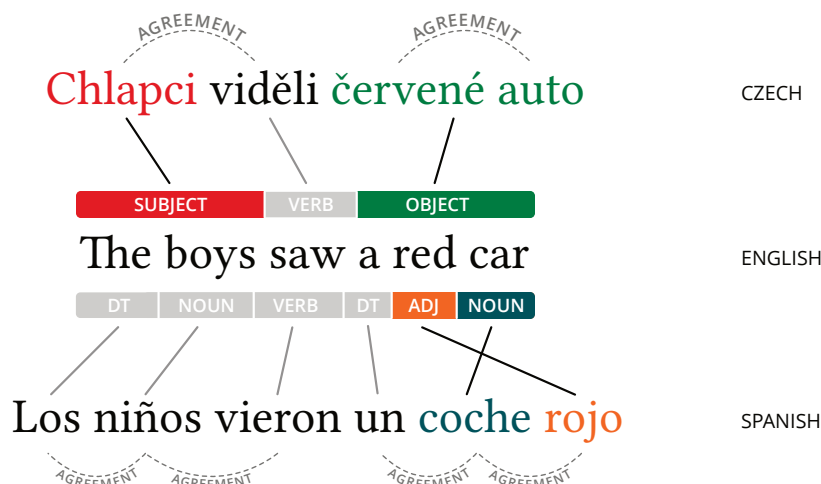 AGREEMENT AGREEMENT
Chlapci viděli červené auto CZECH
SUBJECT VERB OBJECT
The boys saw a red car ENGLISH
DT NOUN VERB DT ADJ NOUN
Los niños vieron un coche rojo SPANISH
AGREEMENT AGREEMENT AGREEMENT AGREEMENT